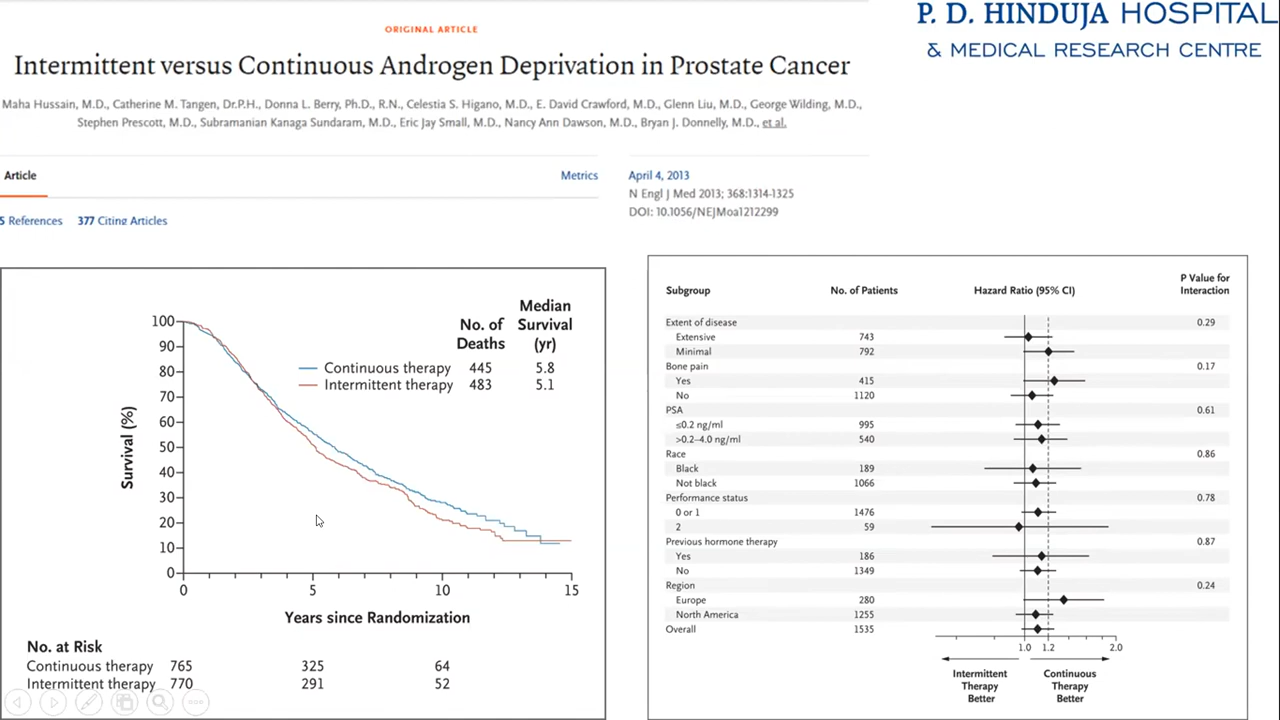 P. D. HINDUJA HOSPITAL
& MEDICAL RESEARCH CENTRE
ORIGINAL ARTICLE
Intermittent versus Continuous Androgen Deprivation in Prostate Cancer
Maha Hussain, M.D., Catherine M. Tangen, Dr.P.H., Donna L. Berry, Ph.D., R.N., Celestia S. Higano, M.D., E. David Crawford, M.D., Glenn Liu, M.D., George Wilding, M.D.,
Stephen Prescott, M.D., Subramanian Kanaga Sundaram, M.D., Eric Jay Small, M.D., Nancy Ann Dawson, M.D., Bryan J. Donnelly, M.D., et al.
Article Metrics
April 4, 2013
N Engl J Med 2013; 368:1314-1325
DOI: 10.1056/NEJMoa1212299
5 References 377 Citing Articles
No. of Deaths
Median Survival (yr)
Continuous therapy 445 5.8
Intermittent therapy 483 5.1
Survival (%)
100
90
80
70
60
50
40
30
20
10
0
0 5 10 15
Years since Randomization
No. at Risk
Continuous therapy 765 325 64
Intermittent therapy 770 291 52
Subgroup No. of Patients Hazard Ratio (95% CI) P Value for Interaction
Extent of disease 0.29
Extensive 743
Minimal 792
Bone pain 0.17
Yes 415
No 1120
PSA 0.61
≤0.2 ng/ml 995
>0.2–4.0 ng/ml 540
Race 0.86
Black 189
Not black 1066
Performance status 0.78
0 or 1 1476
2 59
Previous hormone therapy 0.87
Yes 186
No 1349
Region 0.24
Europe 280
North America 1255
Overall 1535
1.0 1.2 2.0
Intermittent Therapy Better
Continuous Therapy Better